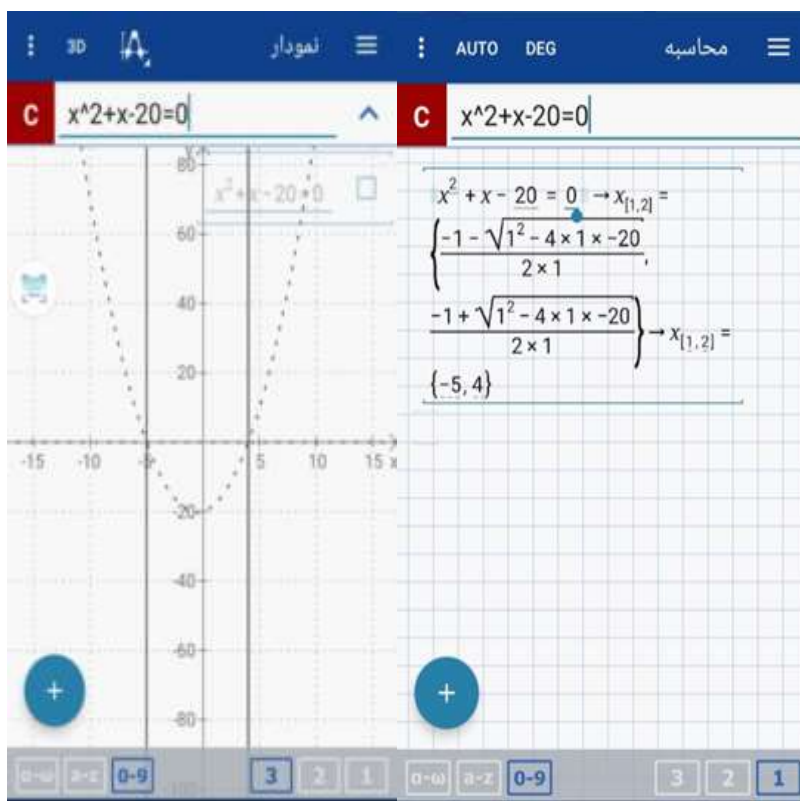 3D نمودار
C x^2+x-20=0
x² + x - 20 = 0
80
60
40
20
-15 -10 -5 5 10 15 x
-20
-40
-60
-80
+
α-ω a-z 0-9 3 2 1
AUTO DEG محاسبه
C x^2+x-20=0
x² + x - 20 = 0 → x[1,2] =
{(-1 - √(1² - 4 × 1 × -20))/(2 × 1),
(-1 + √(1² - 4 × 1 × -20))/(2 × 1)} → x[1,2] =
{-5, 4}
+
α-ω a-z 0-9 3 2 1